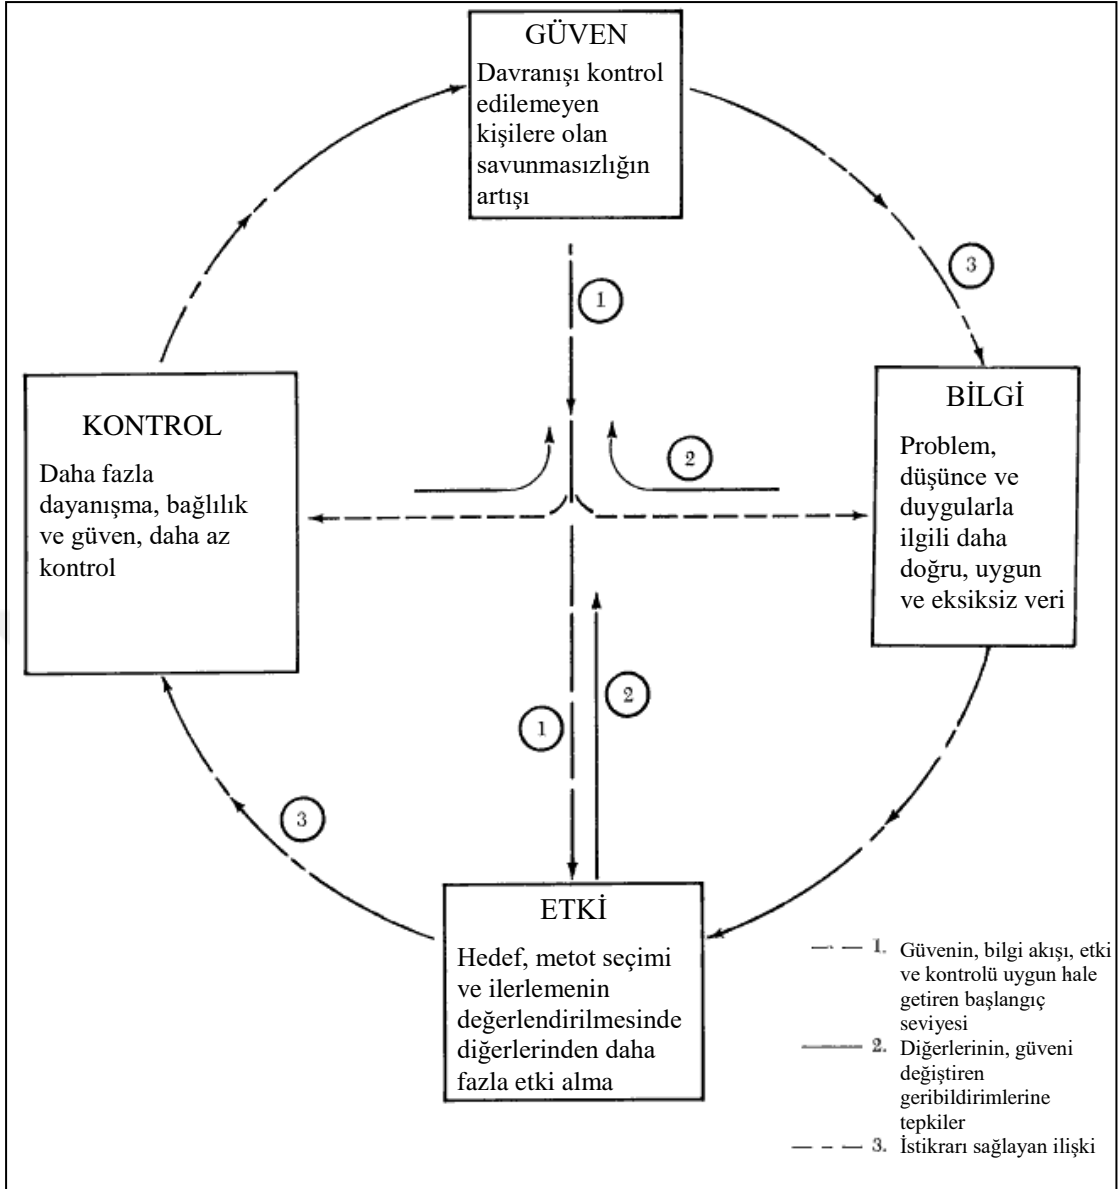 GÜVEN
Davranışı kontrol
edilemeyen
kişilere olan
savunmasızlığın
artışı
3
1
KONTROL
Daha fazla
dayanışma, bağlılık
ve güven, daha az
kontrol
2
BİLGİ
Problem,
düşünce ve
duygularla
ilgili daha
doğru, uygun
ve eksiksiz veri
1
2
3
ETKİ
Hedef, metot seçimi
ve ilerlemenin
değerlendirilmesinde
diğerlerinden daha
fazla etki alma
1. Güvenin, bilgi akışı, etki
ve kontrolü uygun hale
getiren başlangıç
seviyesi
2. Diğerlerinin, güveni
değiştiren
geribildirimlerine
tepkiler
3. İstikrarı sağlayan ilişki